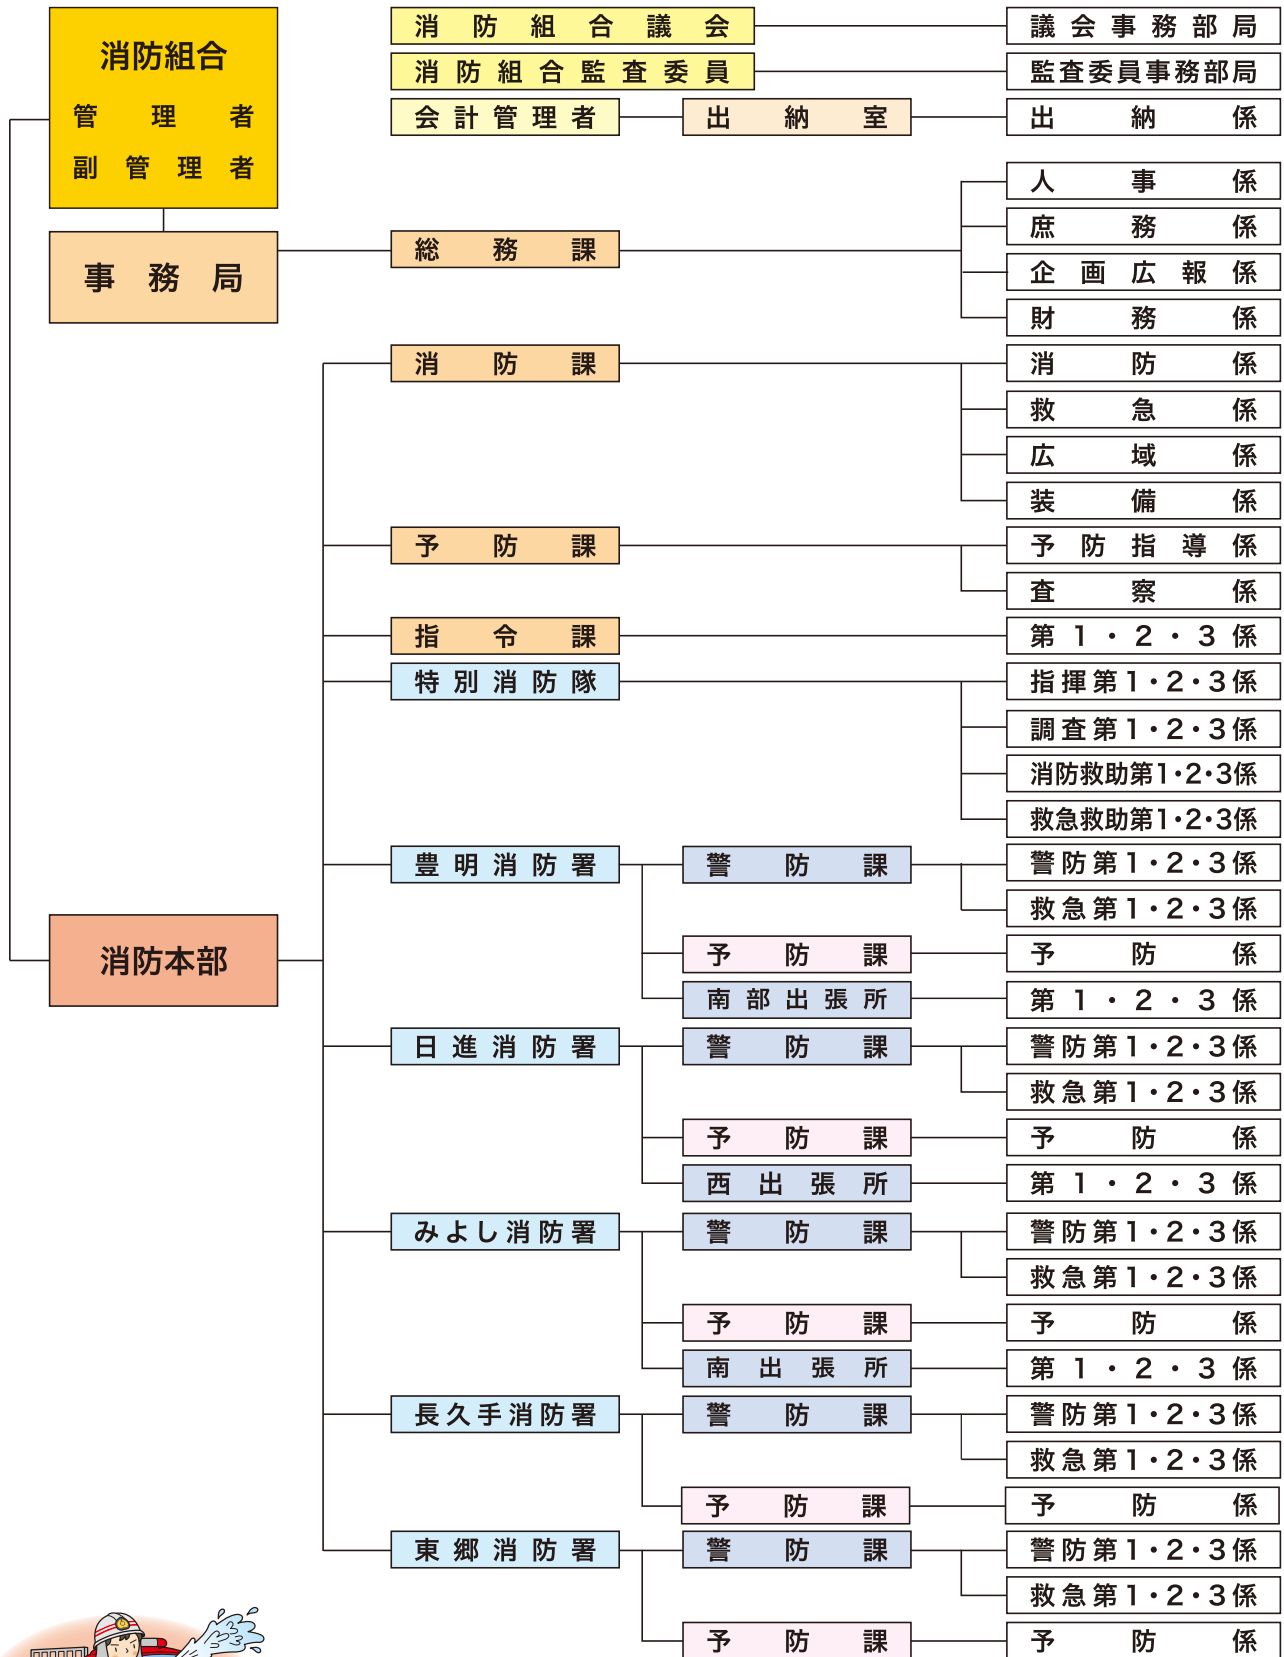 消防組合
管理者
副管理者
事務局
消防本部
消防組合議会 議会事務部局
消防組合監査委員 監査委員事務部局
会計管理者 出納室 出納係
総務課 人事係
庶務係
企画広報係
財務係
消防課 消防係
救急係
広域係
装備係
予防課 予防指導係
査察係
指令課 第1・2・3係
特別消防隊 指揮第1・2・3係
調査第1・2・3係
消防救助第1・2・3係
救急救助第1・2・3係
豊明消防署 警防課 警防第1・2・3係
救急第1・2・3係
予防課 予防係
南部出張所 第1・2・3係
日進消防署 警防課 警防第1・2・3係
救急第1・2・3係
予防課 予防係
西出張所 第1・2・3係
みよし消防署 警防課 警防第1・2・3係
救急第1・2・3係
予防課 予防係
南出張所 第1・2・3係
長久手消防署 警防課 警防第1・2・3係
救急第1・2・3係
予防課 予防係
東郷消防署 警防課 警防第1・2・3係
救急第1・2・3係
予防課 予防係